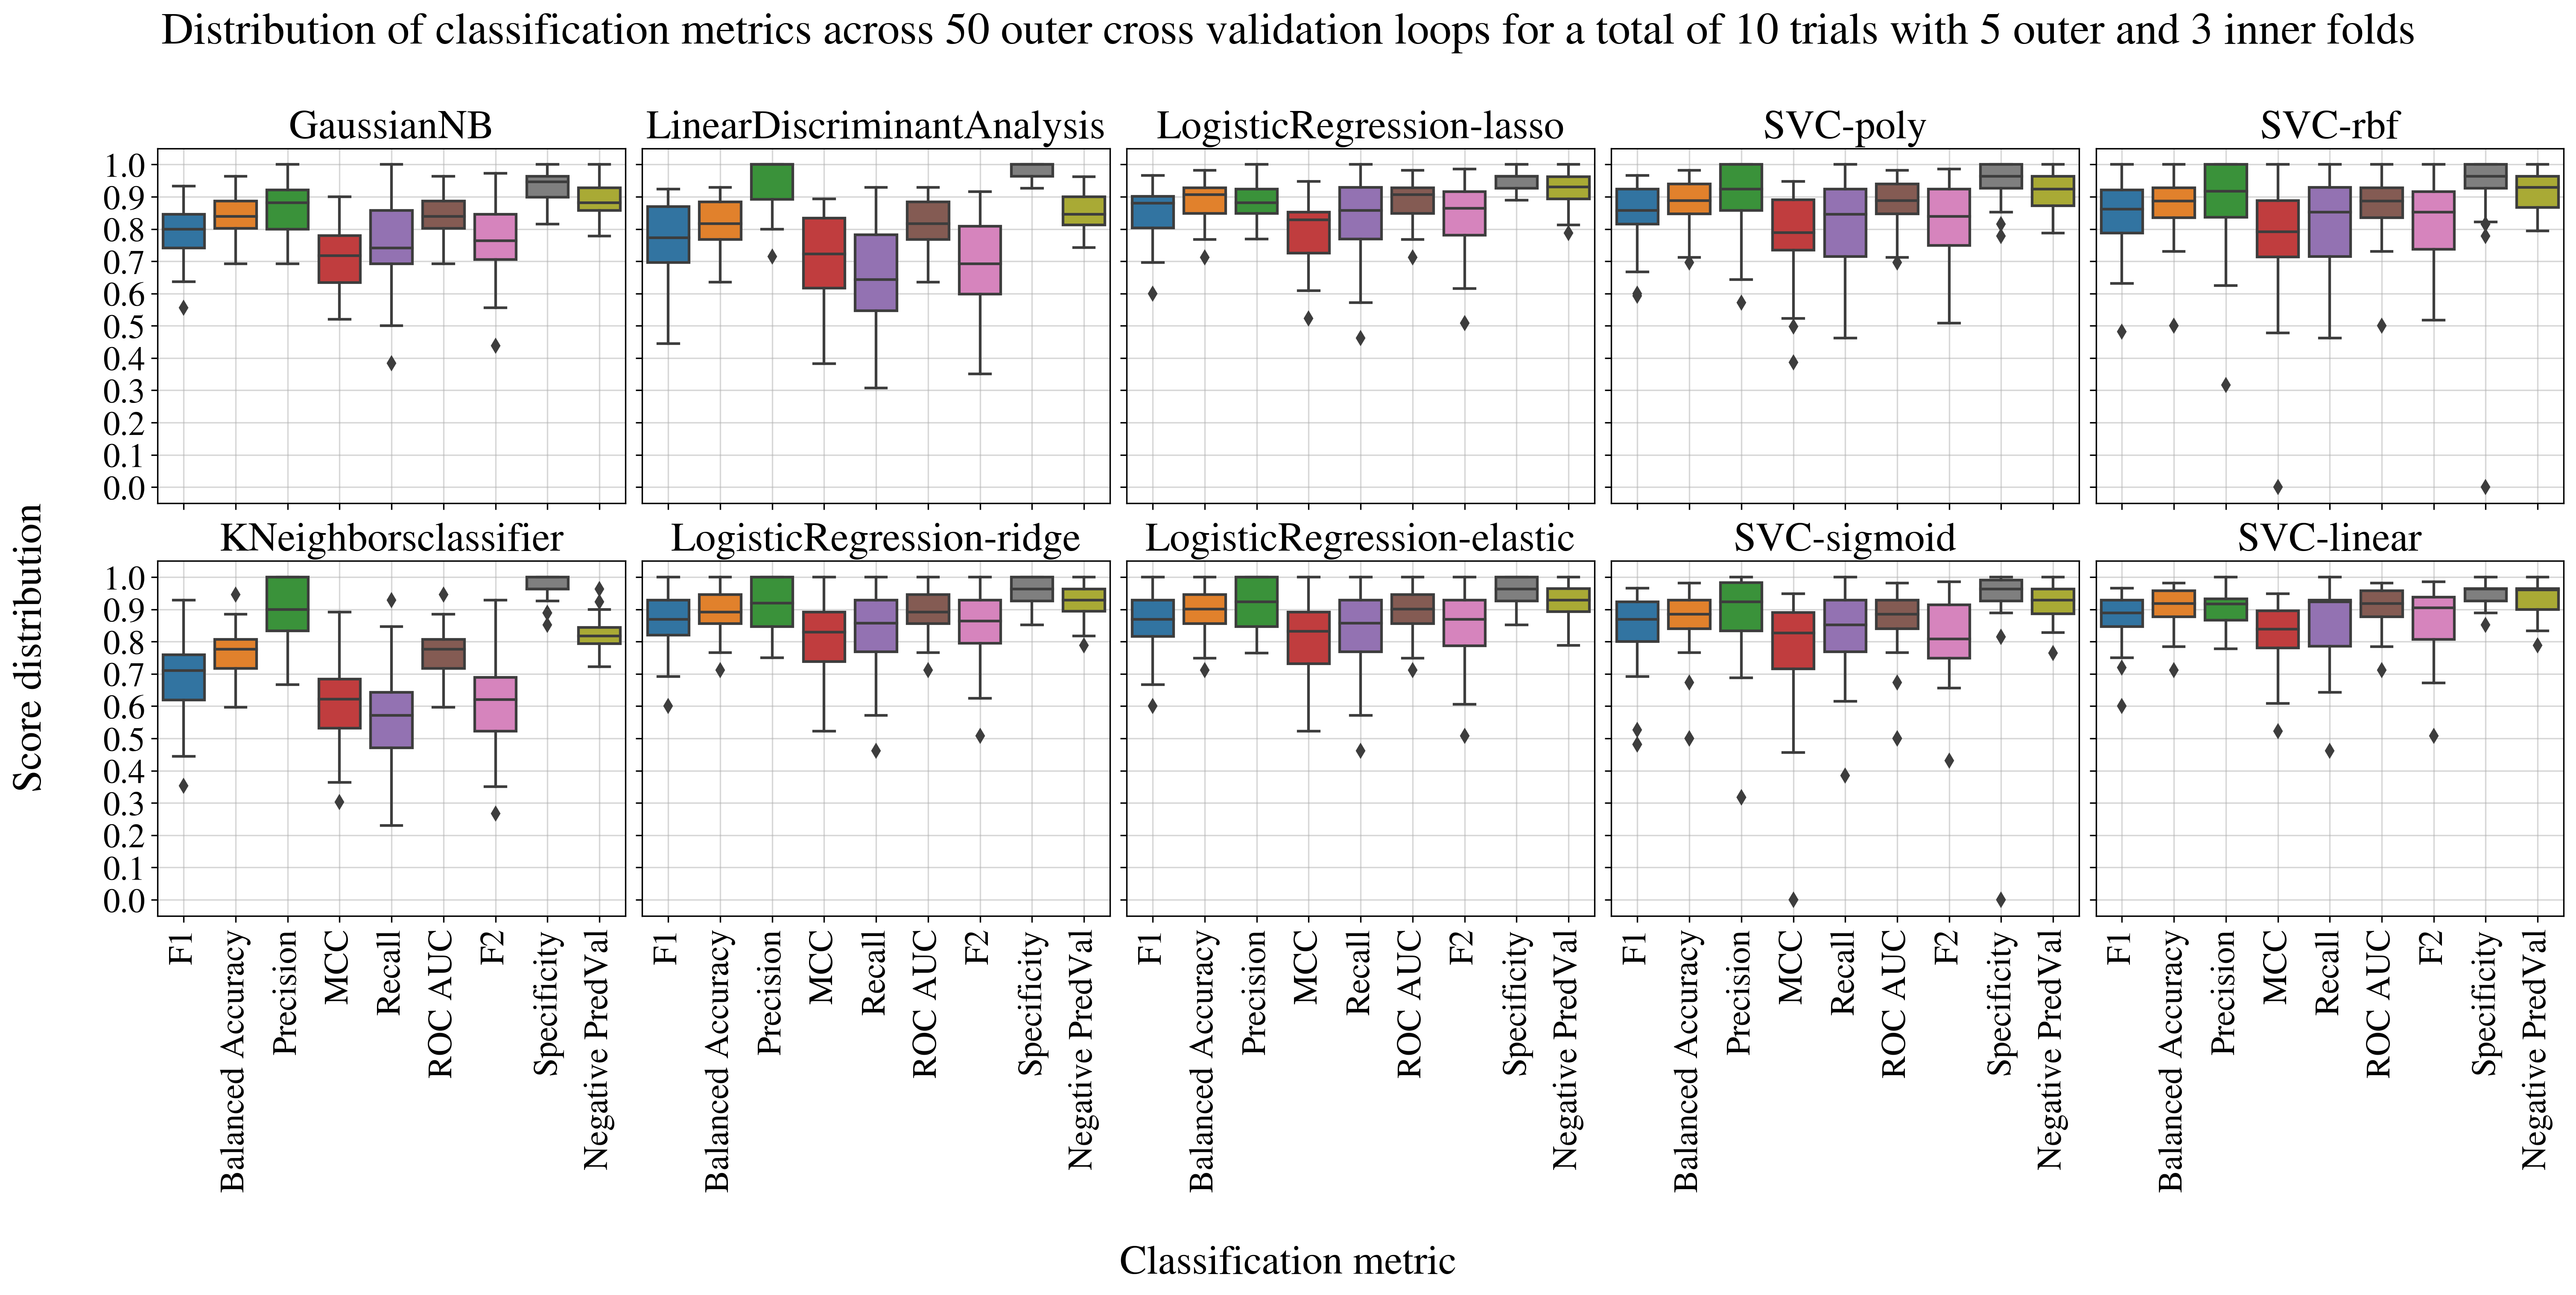 Distribution of classification metrics across 50 outer cross validation loops for a total of 10 trials with 5 outer and 3 inner folds
GaussianNB
LinearDiscriminantAnalysis
LogisticRegression-lasso
SVC-poly
SVC-rbf
1.0
0.9
0.8
0.7
0.6
0.5
0.4
0.3
0.2
0.1
0.0
Score distribution
KNeighborsclassifier
LogisticRegression-ridge
LogisticRegression-elastic
SVC-sigmoid
SVC-linear
1.0
0.9
0.8
0.7
0.6
0.5
0.4
0.3
0.2
0.1
0.0
F1
Balanced Accuracy
Precision
MCC
Recall
ROC AUC
F2
Specificity
Negative PredVal
F1
Balanced Accuracy
Precision
MCC
Recall
ROC AUC
F2
Specificity
Negative PredVal
F1
Balanced Accuracy
Precision
MCC
Recall
ROC AUC
F2
Specificity
Negative PredVal
F1
Balanced Accuracy
Precision
MCC
Recall
ROC AUC
F2
Specificity
Negative PredVal
F1
Balanced Accuracy
Precision
MCC
Recall
ROC AUC
F2
Specificity
Negative PredVal
Classification metric